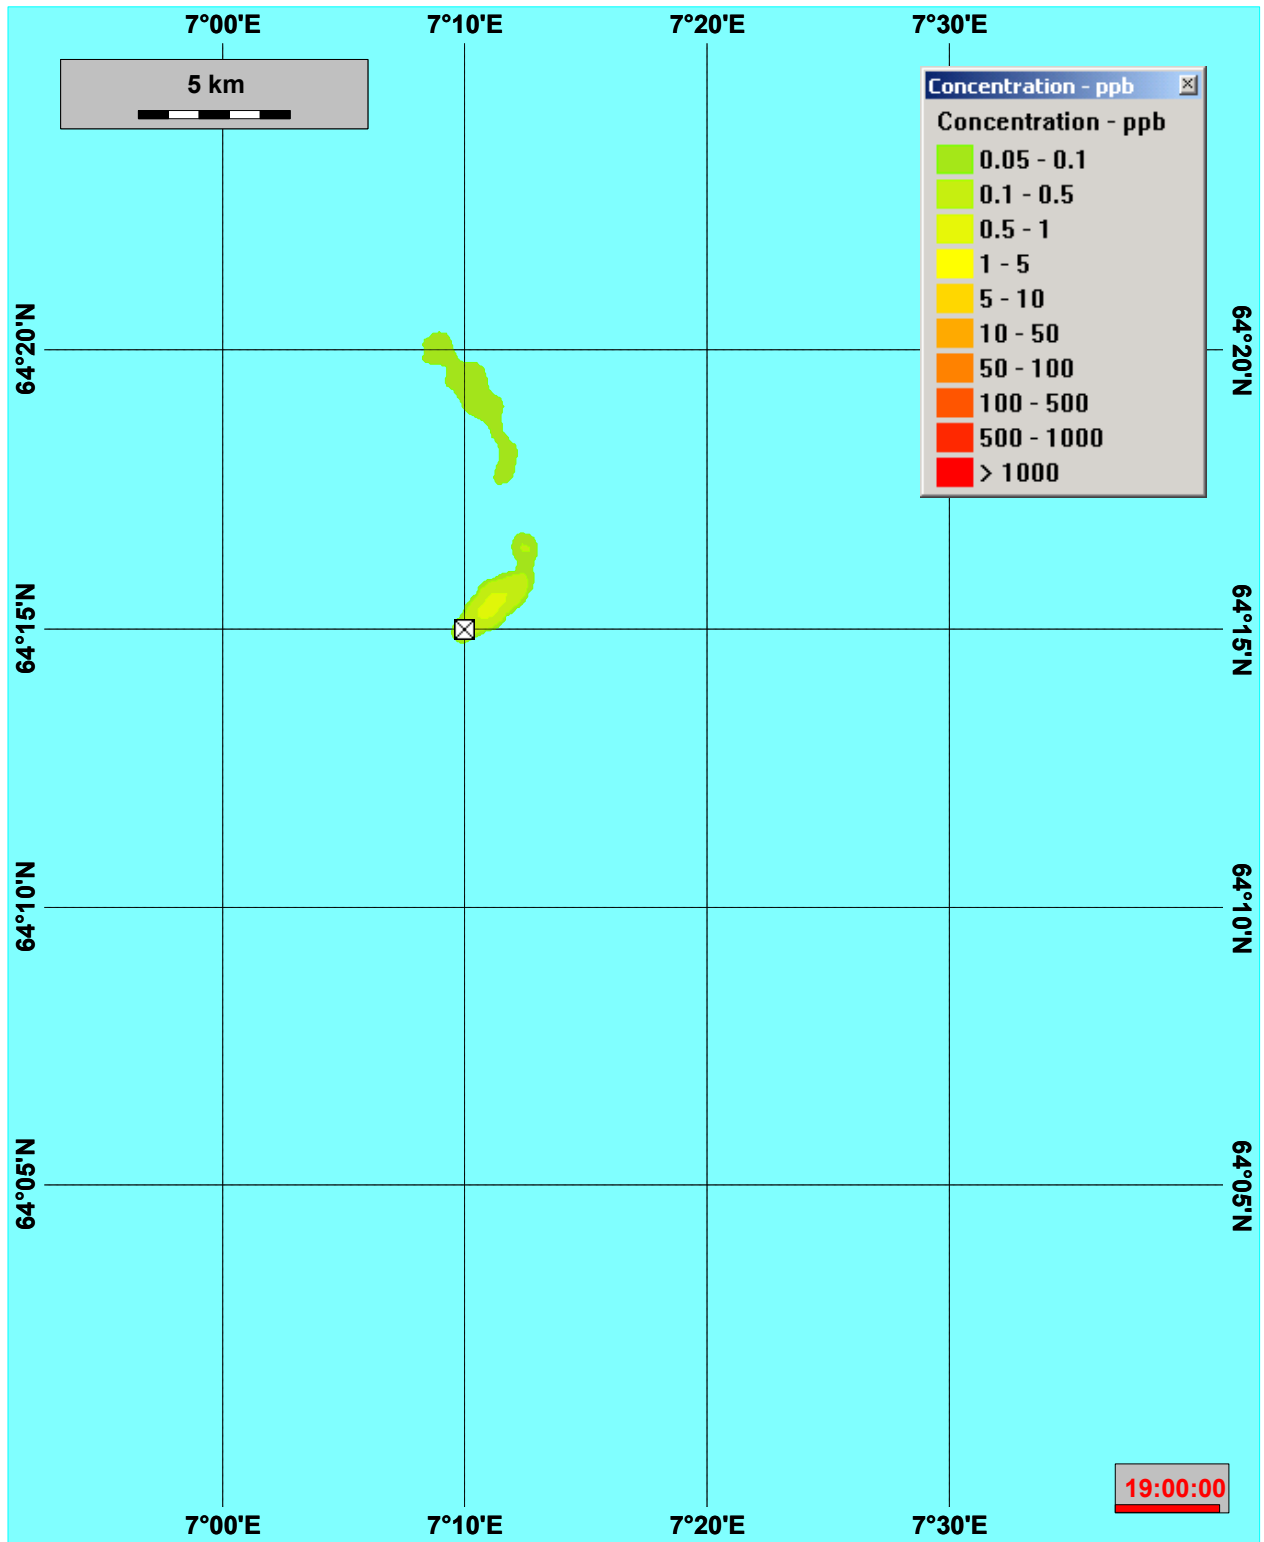 7°00'E 7°10'E 7°20'E 7°30'E
5 km
Concentration - ppb
Concentration - ppb
0.05 - 0.1
0.1 - 0.5
0.5 - 1
1 - 5
5 - 10
10 - 50
50 - 100
100 - 500
500 - 1000
> 1000
64°20'N 64°20'N
64°15'N 64°15'N
64°10'N 64°10'N
64°05'N 64°05'N
19:00:00
7°00'E 7°10'E 7°20'E 7°30'E